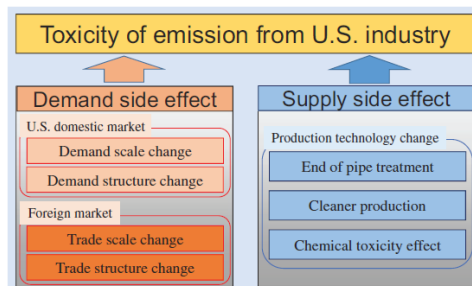 Toxicity of emission from U.S. industry
Demand side effect
U.S. domestic market
Demand scale change
Demand structure change
Foreign market
Trade scale change
Trade structure change
Supply side effect
Production technology change
End of pipe treatment
Cleaner production
Chemical toxicity effect